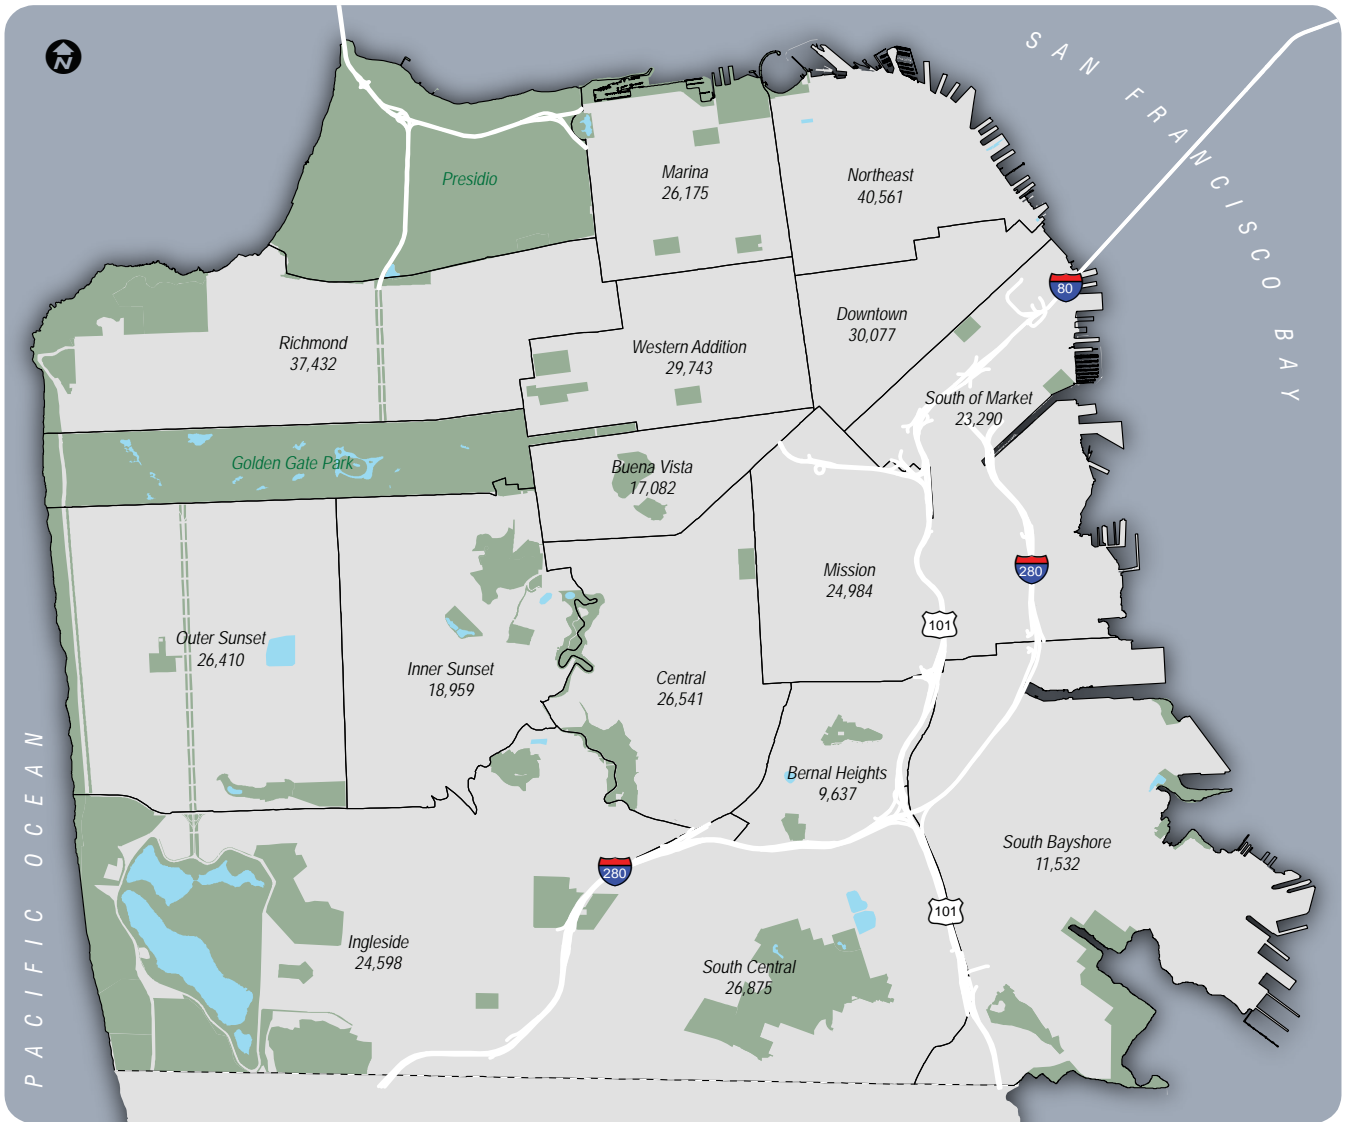 N
SAN FRANCISCO BAY
Presidio
Marina
26,175
Northeast
40,561
80
Richmond
37,432
Western Addition
29,743
Downtown
30,077
South of Market
23,290
Golden Gate Park
Buena Vista
17,082
Mission
24,984
280
101
Outer Sunset
26,410
Inner Sunset
18,959
Central
26,541
PACIFIC OCEAN
Bernal Heights
9,637
South Bayshore
11,532
280
101
Ingleside
24,598
South Central
26,875